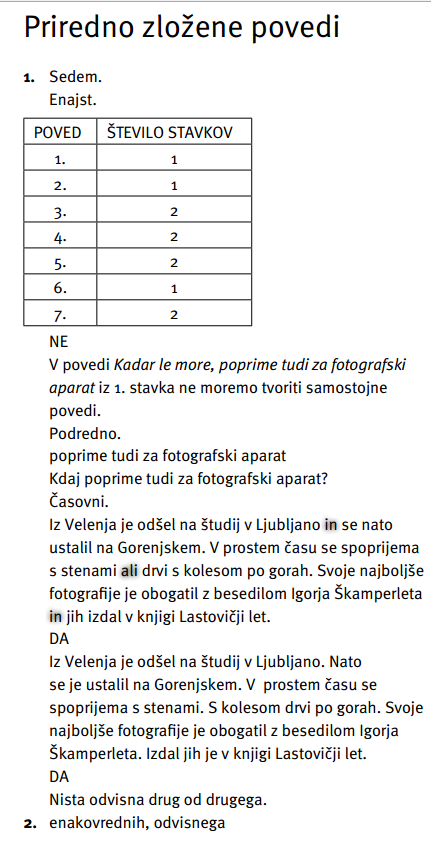 Priredno zložene povedi
1. Sedem.
Enajst.
POVED ŠTEVILO STAVKOV
1. 1
2. 1
3. 2
4. 2
5. 2
6. 1
7. 2
NE
V povedi Kadar le more, poprime tudi za fotografski
aparat iz 1. stavka ne moremo tvoriti samostojne
povedi.
Podredno.
poprime tudi za fotografski aparat
Kdaj poprime tudi za fotografski aparat?
Časovni.
Iz Velenja je odšel na študij v Ljubljano in se nato
ustalil na Gorenjskem. V prostem času se spoprijema
s stenami ali drvi s kolesom po gorah. Svoje najboljše
fotografije je obogatil z besedilom Igorja Škamperleta
in jih izdal v knjigi Lastovičji let.
DA
Iz Velenja je odšel na študij v Ljubljano. Nato
se je ustalil na Gorenjskem. V prostem času se
spoprijema s stenami. S kolesom drvi po gorah. Svoje
najboljše fotografije je obogatil z besedilom Igorja
Škamperleta. Izdal jih je v knjigi Lastovičji let.
DA
Nista odvisna drug od drugega.
2. enakovrednih, odvisnega